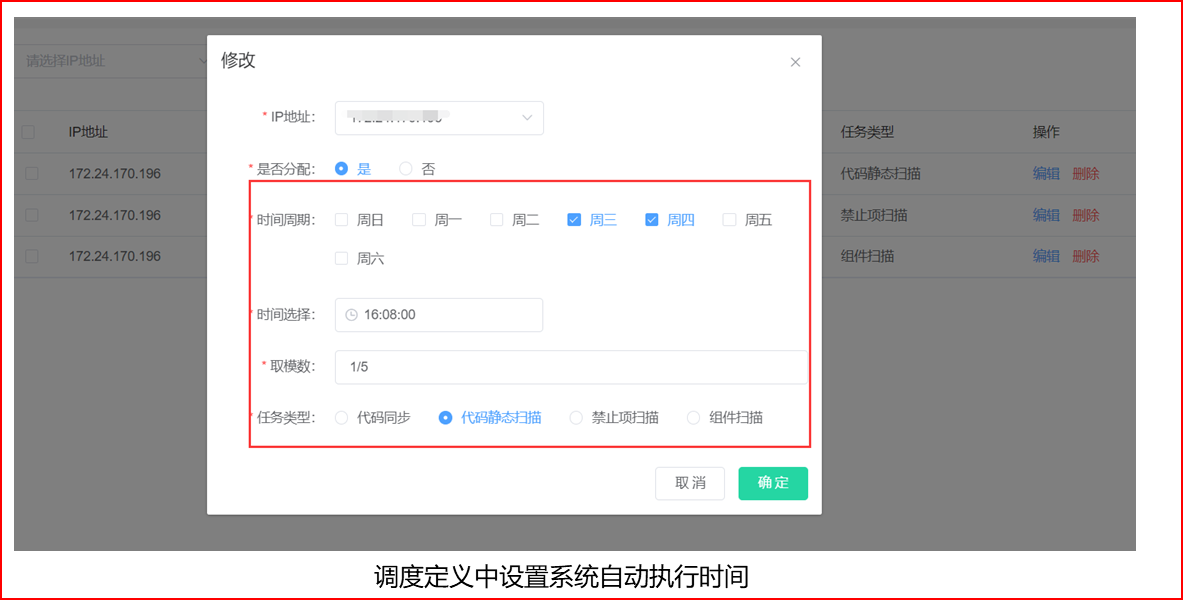 请选择IP地址
修改
* IP地址:
IP地址 任务类型 操作
* 是否分配: 是 否
172.24.170.196 代码静态扫描 编辑 删除
172.24.170.196 禁止项扫描 编辑 删除
* 时间周期: 周日 周一 周二 周三 周四 周五
172.24.170.196 组件扫描 编辑 删除
周六
* 时间选择: 16:08:00
* 取模数: 1/5
* 任务类型: 代码同步 代码静态扫描 禁止项扫描 组件扫描
取消 确定
调度定义中设置系统自动执行时间